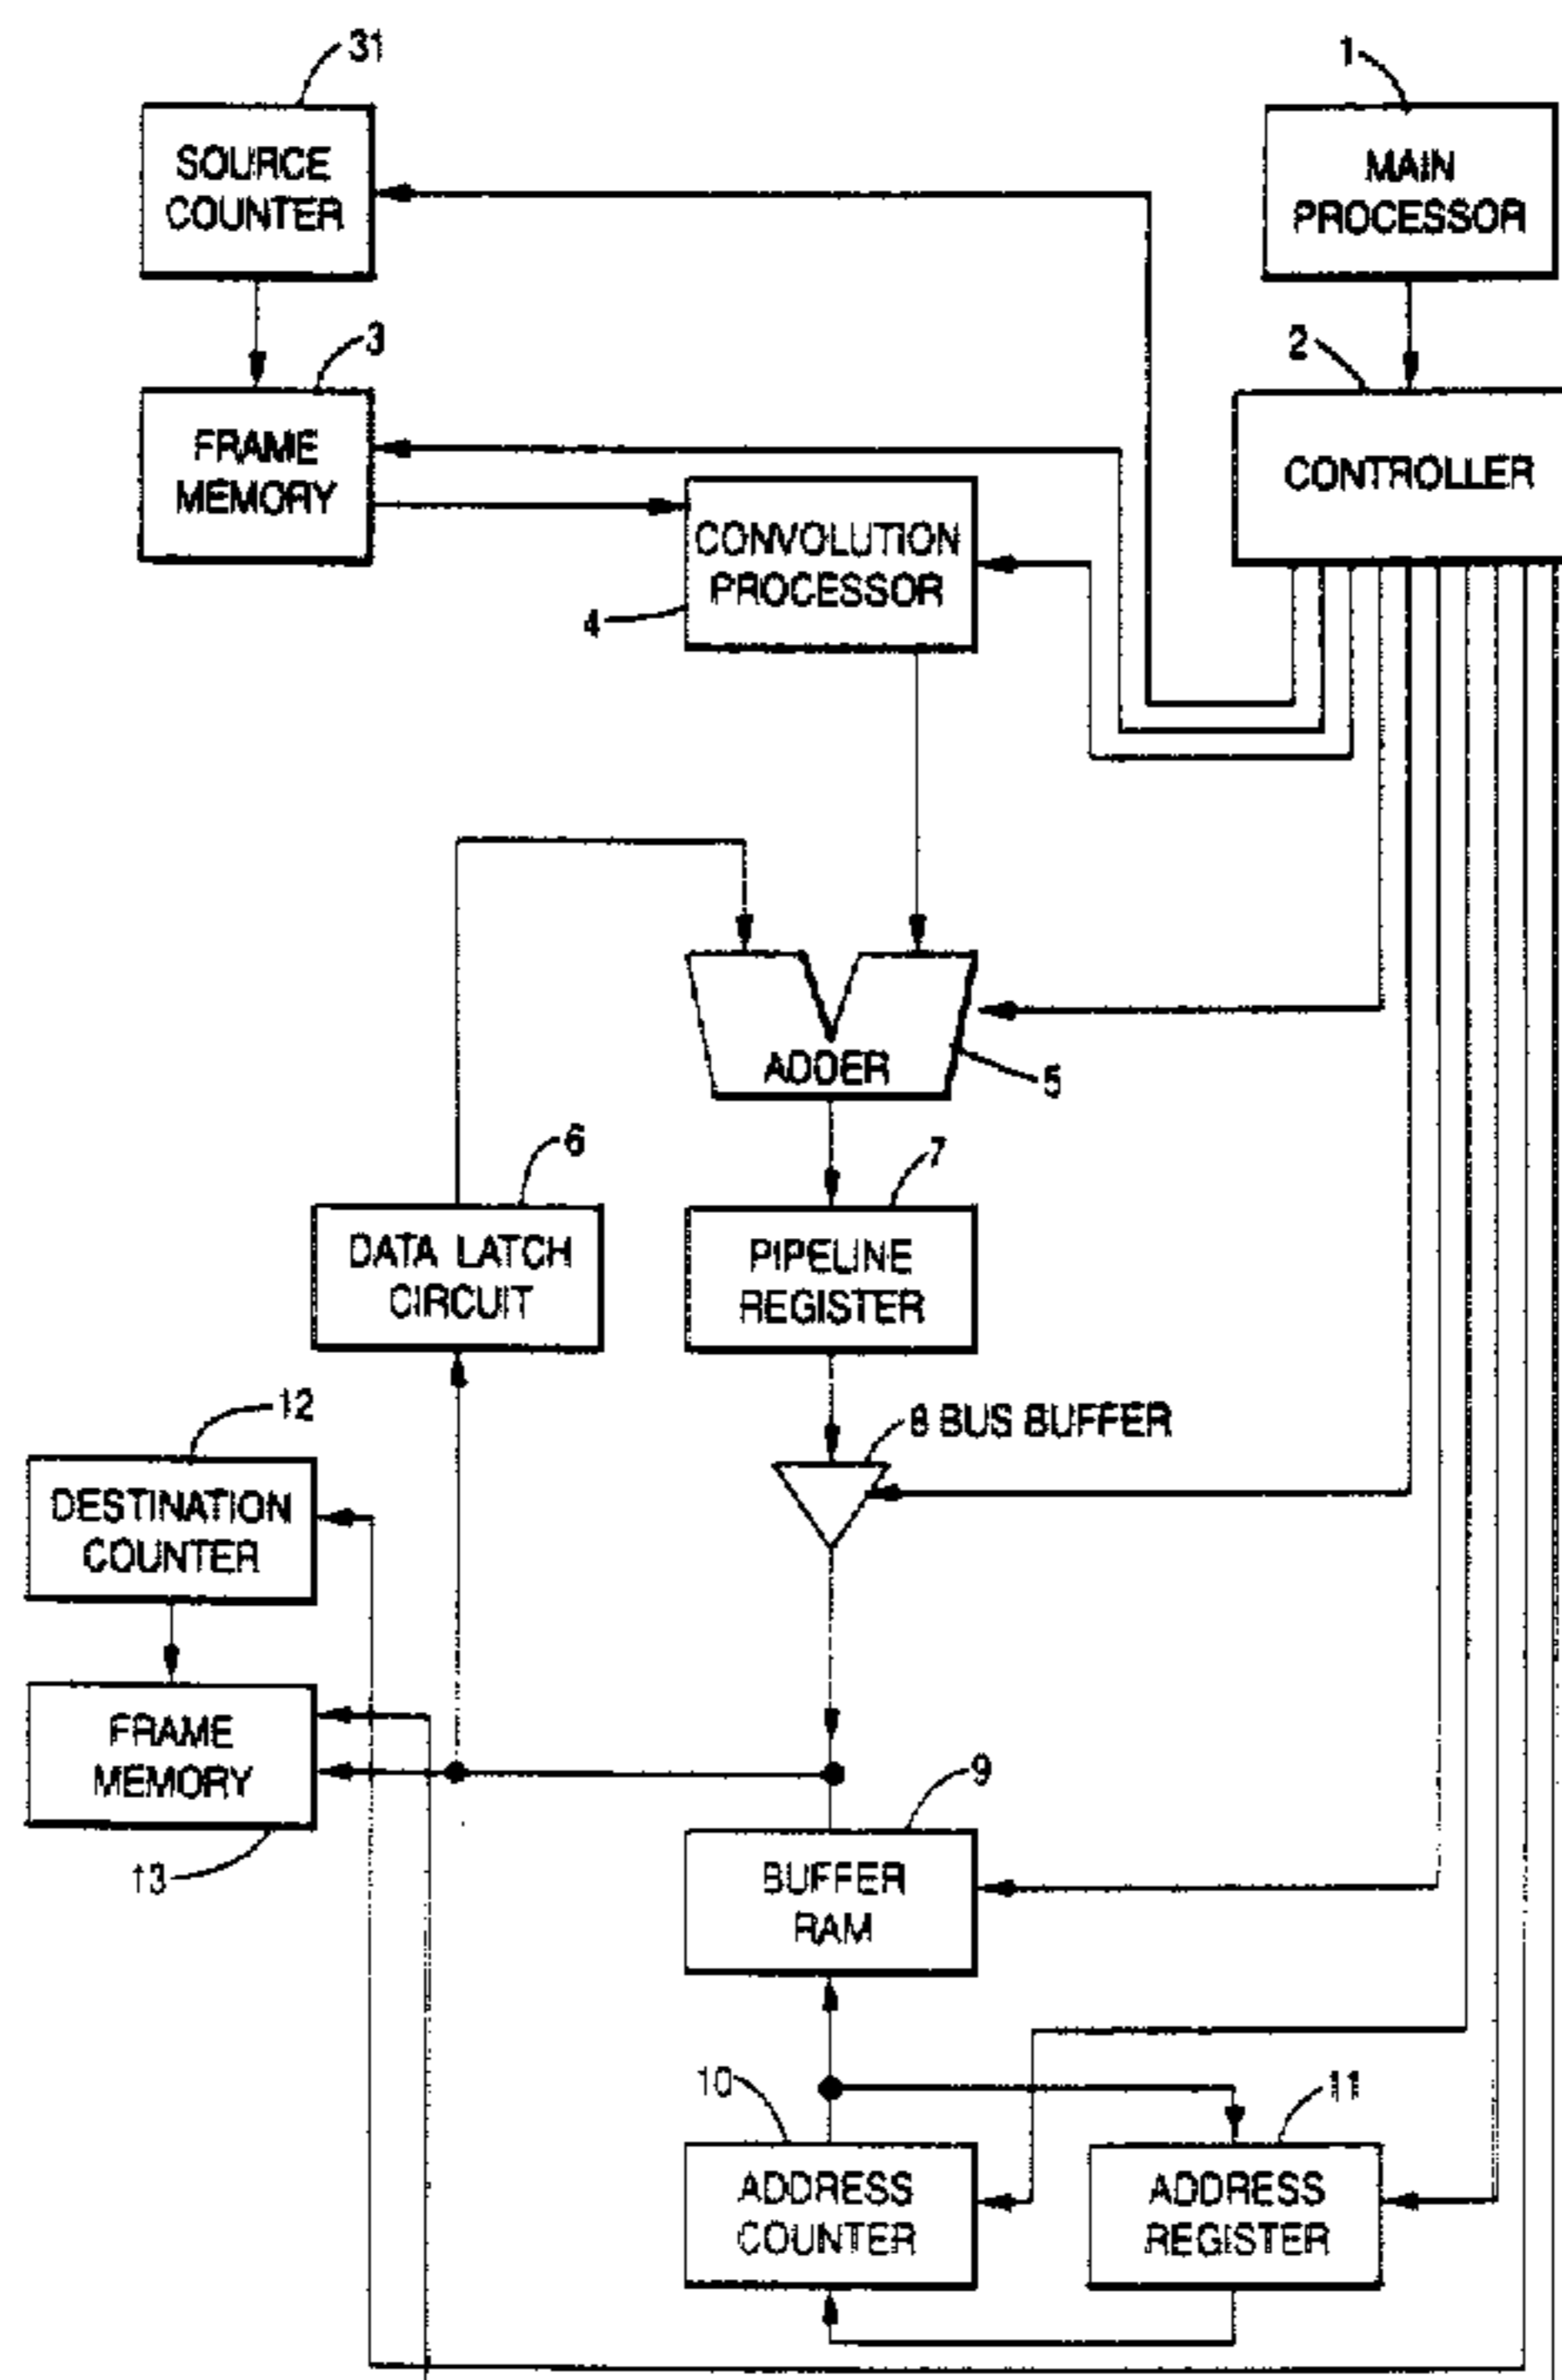 31
1
SOURCE
COUNTER
MAIN
PROCESSOR
3
2
FRAME
MEMORY
CONTROLLER
CONVOLUTION
PROCESSOR
4
ADDER
5
6
7
DATA LATCH
CIRCUIT
PIPELINE
REGISTER
12
8 BUS BUFFER
DESTINATION
COUNTER
FRAME
MEMORY
9
13
BUFFER
RAM
10
11
ADDRESS
COUNTER
ADDRESS
REGISTER